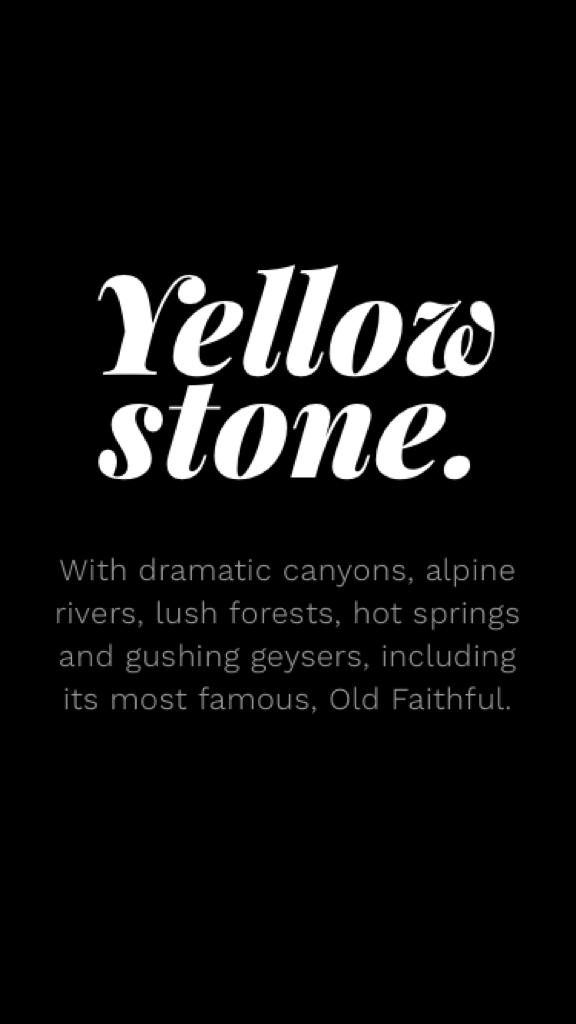 Yellow
stone.
With dramatic canyons, alpine
rivers, lush forests, hot springs
and gushing geysers, including
its most famous, Old Faithful.